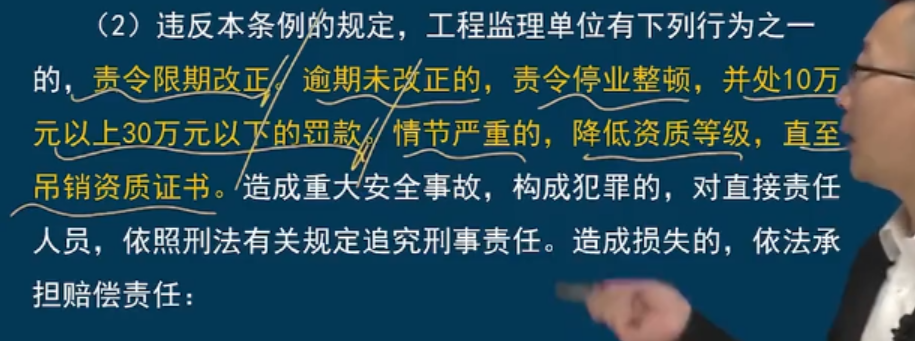 （2）违反本条例的规定，工程监理单位有下列行为之一
的，责令限期改正。逾期未改正的，责令停业整顿，并处10万
元以上30万元以下的罚款。情节严重的，降低资质等级，直至
吊销资质证书。造成重大安全事故，构成犯罪的，对直接责任
人员，依照刑法有关规定追究刑事责任。造成损失的，依法承
担赔偿责任：